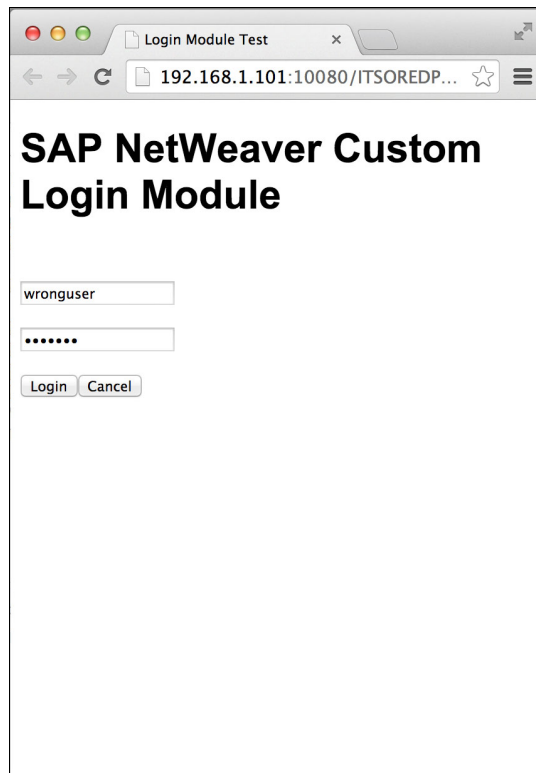 Login Module Test
192.168.1.101:10080/ITSOREDP...
SAP NetWeaver Custom
Login Module
wronguser
•••••••
Login Cancel